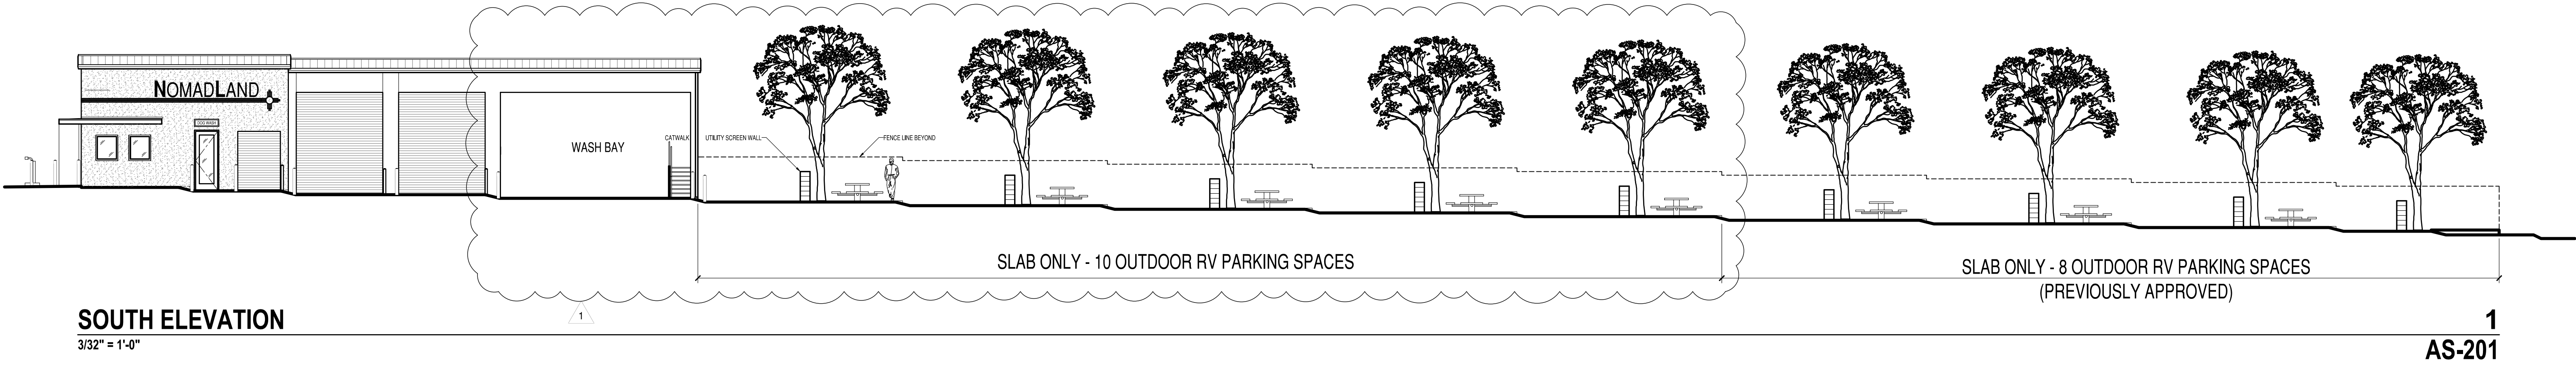 NOMADLAND
DOG WASH
WASH BAY
CATWALK
UTILITY SCREEN WALL
FENCE LINE BEYOND
SLAB ONLY - 10 OUTDOOR RV PARKING SPACES
SLAB ONLY - 8 OUTDOOR RV PARKING SPACES
(PREVIOUSLY APPROVED)
1
SOUTH ELEVATION
1
3/32" = 1'-0"
AS-201